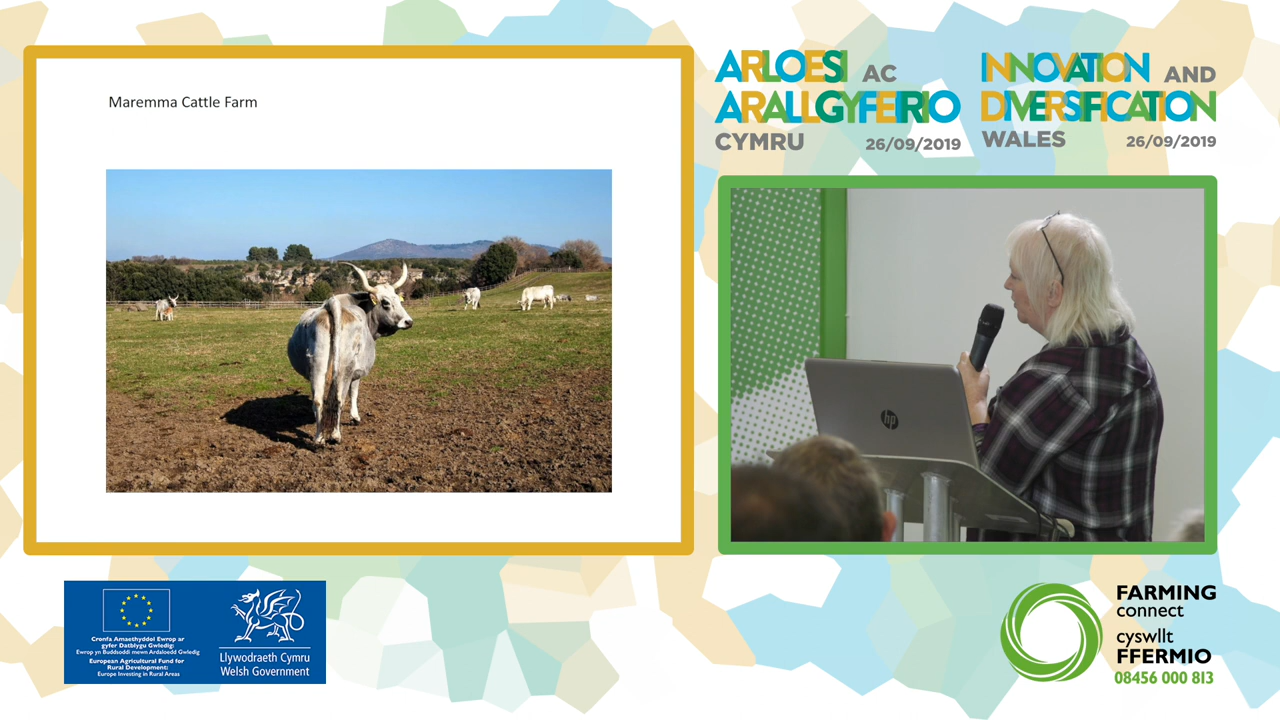 Maremma Cattle Farm
ARLOESI AC
ARALLGYFEIRIO
CYMRU 26/09/2019
INNOVATION AND
DIVERSIFICATION
WALES 26/09/2019
hp
Cronfa Amaethyddol Ewrop ar
gyfer Datblygu Gwledig:
Ewrop yn Buddsoddi mewn Ardaloedd Gwledig
European Agricultural Fund for
Rural Development:
Europe Investing in Rural Areas
Llywodraeth Cymru
Welsh Government
FARMING
connect
cyswllt
FFERMIO
08456 000 813